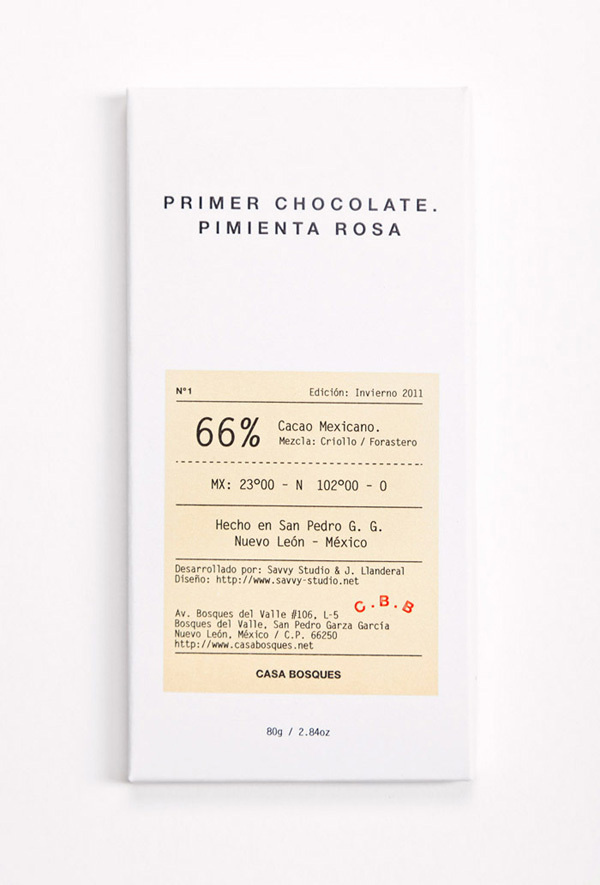 PRIMER CHOCOLATE.
PIMIENTA ROSA
N°1 Edición: Invierno 2011
66% Cacao Mexicano.
Mezcla: Criollo / Forastero
MX: 23°00 - N 102°00 - O
Hecho en San Pedro G. G.
Nuevo León - México
Desarrollado por: Savvy Studio & J. Llanderal
Diseño: http://www.savvy-studio.net
C.B.B
Av. Bosques del Valle #106, L-5
Bosques del Valle, San Pedro Garza García
Nuevo León, México / C.P. 66250
http://www.casabosques.net
CASA BOSQUES
80g / 2.84oz